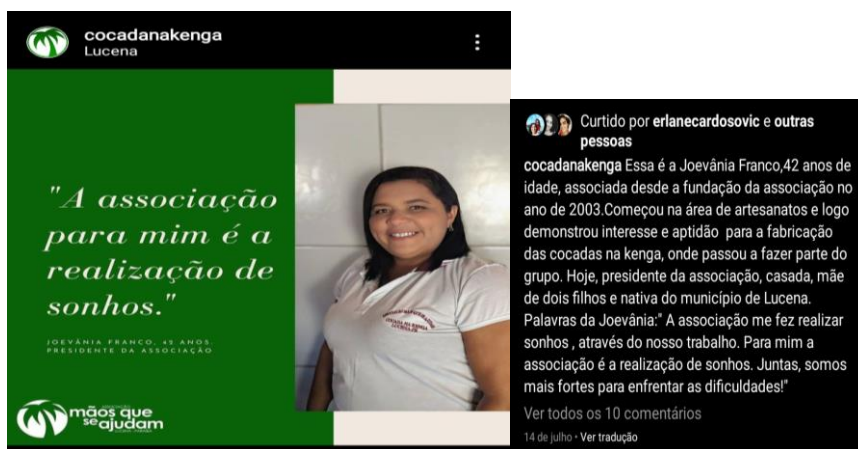 cocadanakenga
Lucena
"A associação
para mim é a
realização de
sonhos."
JOEVÂNIA FRANCO, 42 ANOS.
PRESIDENTE DA ASSOCIAÇÃO
mãos que
se ajudam
Curtido por erlanecardosovic e outras
pessoas
cocadanakenga Essa é a Joevânia Franco,42 anos de
idade, associada desde a fundação da associação no
ano de 2003.Começou na área de artesanatos e logo
demonstrou interesse e aptidão para a fabricação
das cocadas na kenga, onde passou a fazer parte do
grupo. Hoje, presidente da associação, casada, mãe
de dois filhos e nativa do município de Lucena.
Palavras da Joevânia:" A associação me fez realizar
sonhos , através do nosso trabalho. Para mim a
associação é a realização de sonhos. Juntas, somos
mais fortes para enfrentar as dificuldades!"
Ver todos os 10 comentários
14 de julho • Ver tradução